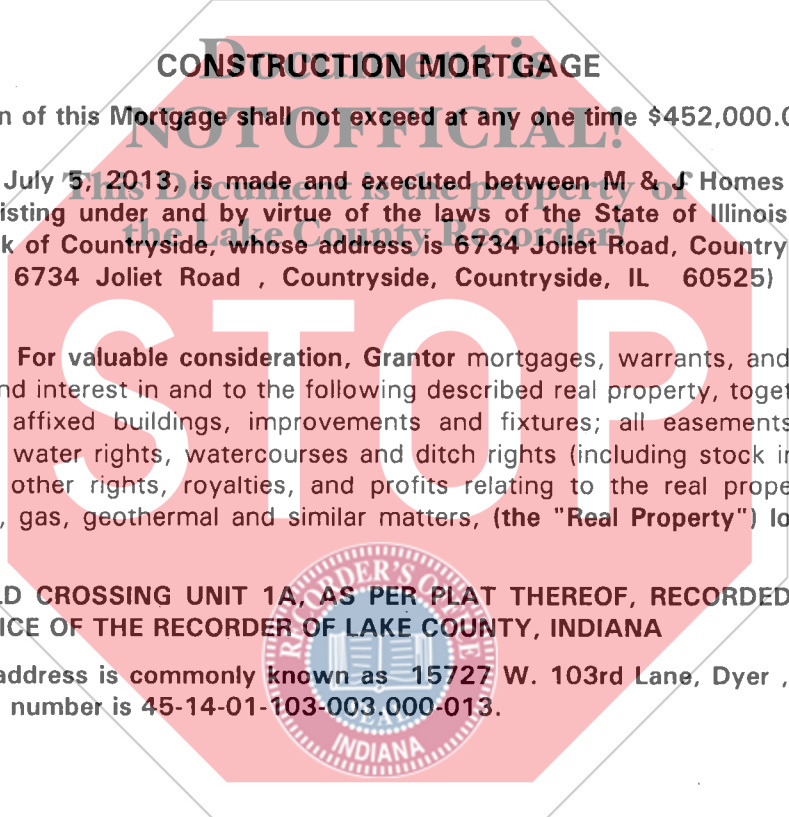 Document is
CONSTRUCTION MORTGAGE
n of this Mortgage shall not exceed at any one time $452,000.0
NOT OFFICIAL!
July 5, 2013, is made and executed between M & J Homes
This Document is the property of
isting under and by virtue of the laws of the State of Illinois
the Lake County Recorder!
k of Countryside, whose address is 6734 Joliet Road, Country
6734 Joliet Road , Countryside, Countryside, IL 60525)
STOP
For valuable consideration, Grantor mortgages, warrants, and
nd interest in and to the following described real property, toget
affixed buildings, improvements and fixtures; all easements
water rights, watercourses and ditch rights (including stock in
other rights, royalties, and profits relating to the real prope
, gas, geothermal and similar matters, (the "Real Property") lo
LD CROSSING UNIT 1A, AS PER PLAT THEREOF, RECORDED
ICE OF THE RECORDER OF LAKE COUNTY, INDIANA
address is commonly known as 15727 W. 103rd Lane, Dyer ,
number is 45-14-01-103-003.000-013.
RECORDER'S OFFICE
SEAL
INDIANA